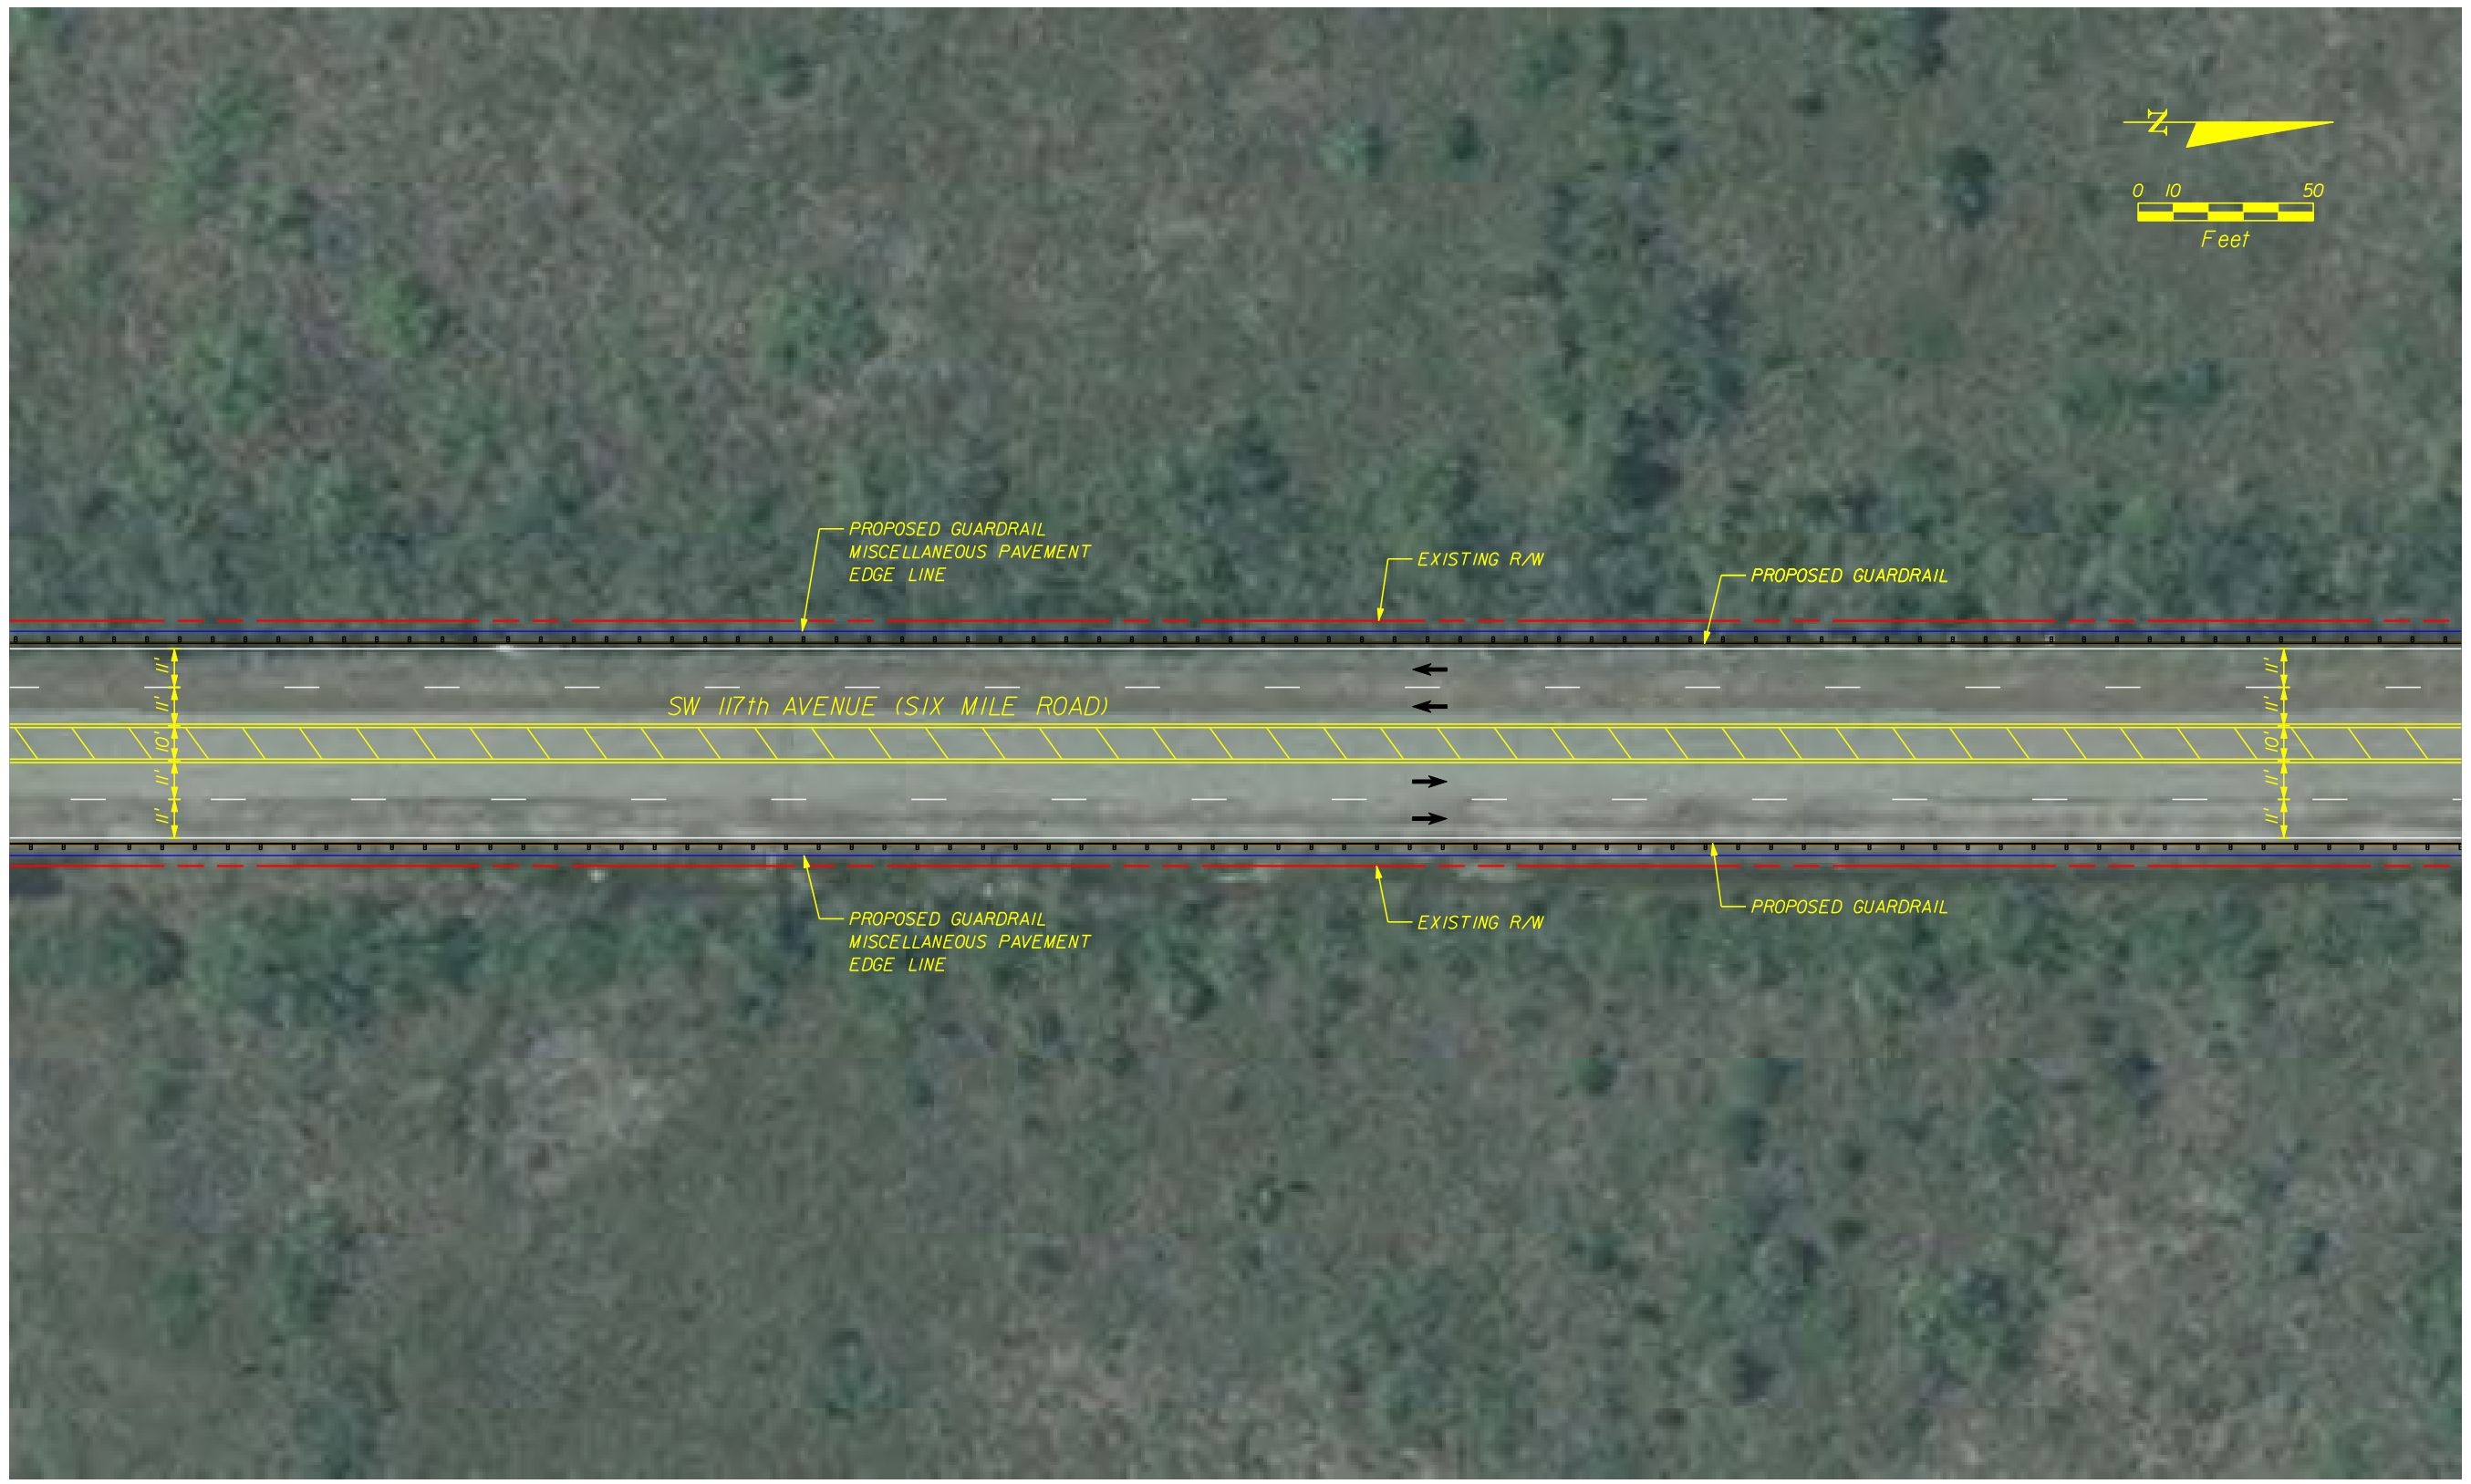 N
0 10 50
Feet
PROPOSED GUARDRAIL
MISCELLANEOUS PAVEMENT
EDGE LINE
EXISTING R/W
PROPOSED GUARDRAIL
11'
11'
10'
11'
11'
SW 117th AVENUE (SIX MILE ROAD)
11'
11'
10'
11'
11'
PROPOSED GUARDRAIL
MISCELLANEOUS PAVEMENT
EDGE LINE
EXISTING R/W
PROPOSED GUARDRAIL